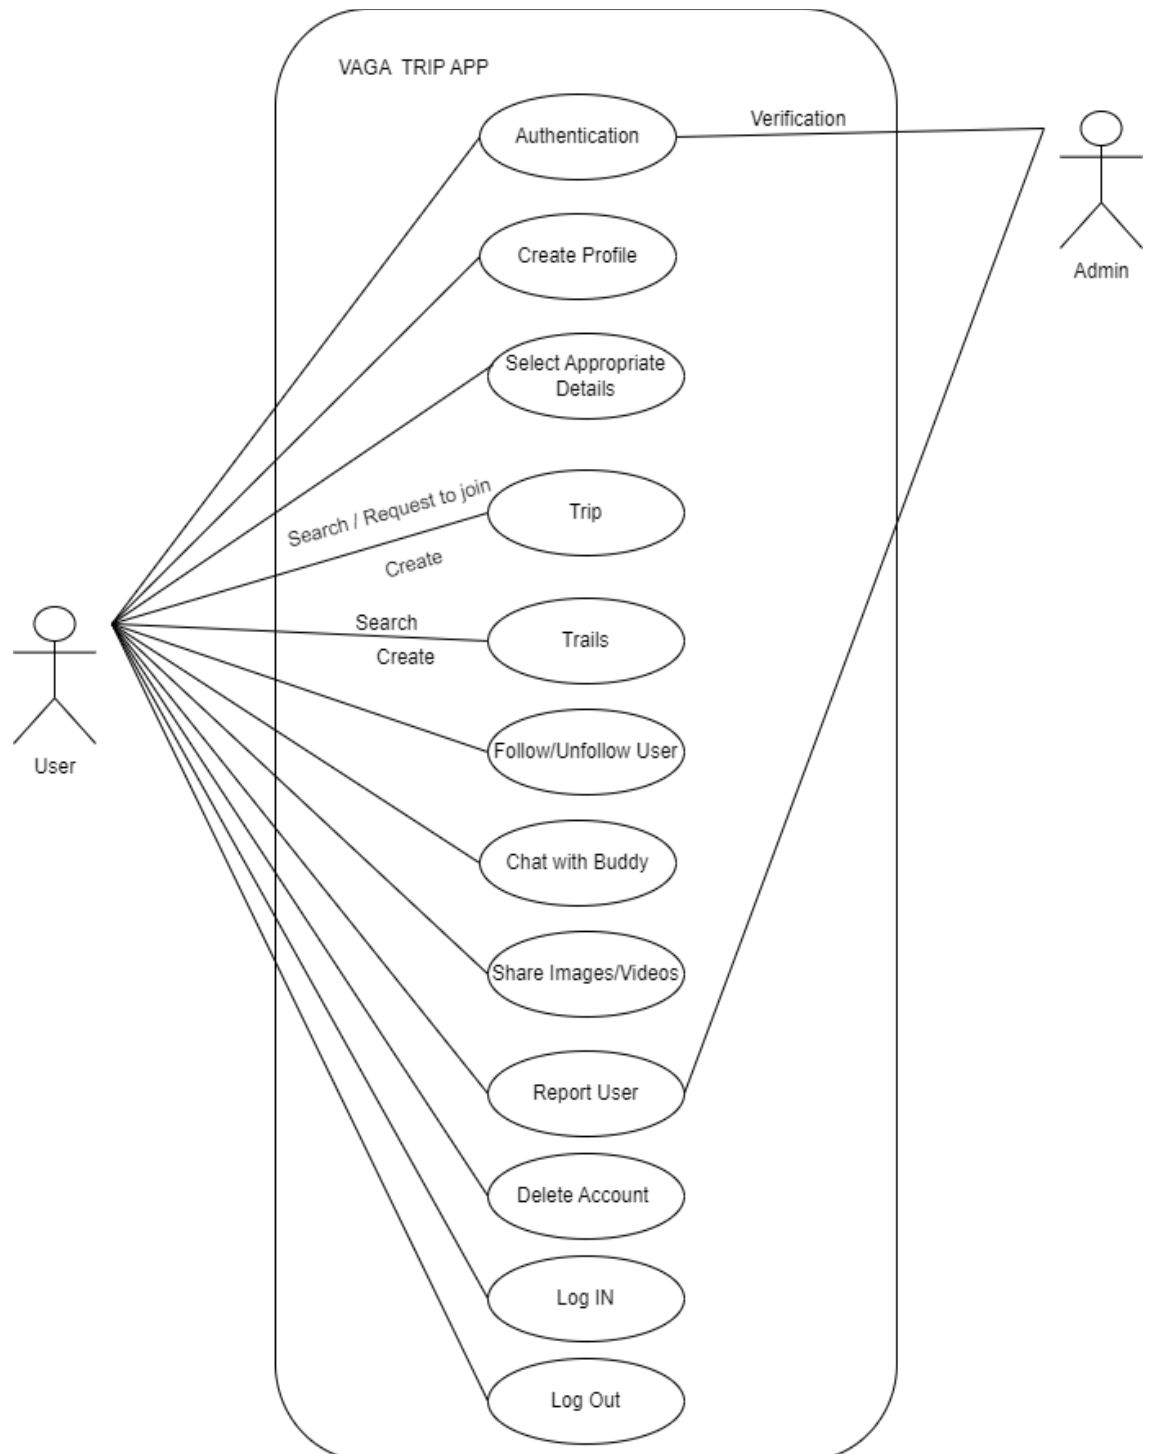 VAGA TRIP APP
Authentication
Verification
Admin
Create Profile
Select Appropriate
Details
Search / Request to join
Trip
Create
Search
Trails
Create
User
Follow/Unfollow User
Chat with Buddy
Share Images/Videos
Report User
Delete Account
Log IN
Log Out